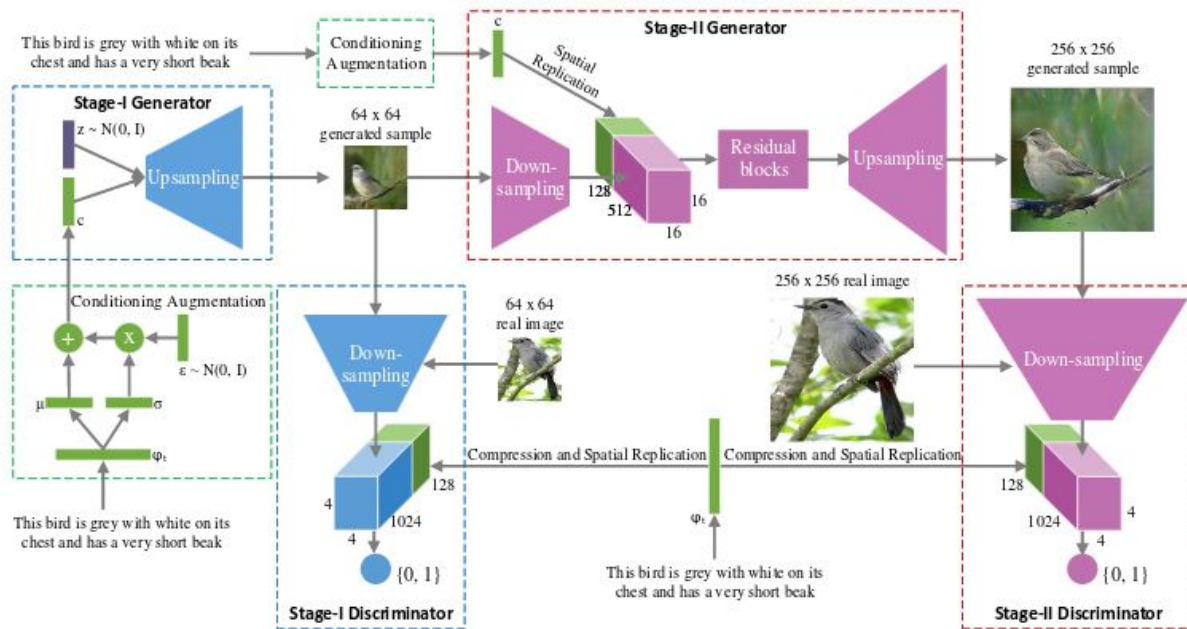 This bird is grey with white on its
chest and has a very short beak
Conditioning
Augmentation
c
Stage-II Generator
Spatial
Replication
256 x 256
generated sample
Stage-I Generator
z ~ N(0, I)
c
Upsampling
64 x 64
generated sample
Down-
sampling
128
512
16
16
Residual
blocks
Upsampling
Conditioning Augmentation
+
x
ε ~ N(0, I)
μ
σ
φt
This bird is grey with white on its
chest and has a very short beak
64 x 64
real image
Down-
sampling
256 x 256 real image
Down-sampling
Compression and Spatial Replication
Compression and Spatial Replication
128
4
1024
4
{0, 1}
Stage-I Discriminator
φt
This bird is grey with white on its
chest and has a very short beak
128
1024
4
4
{0, 1}
Stage-II Discriminator